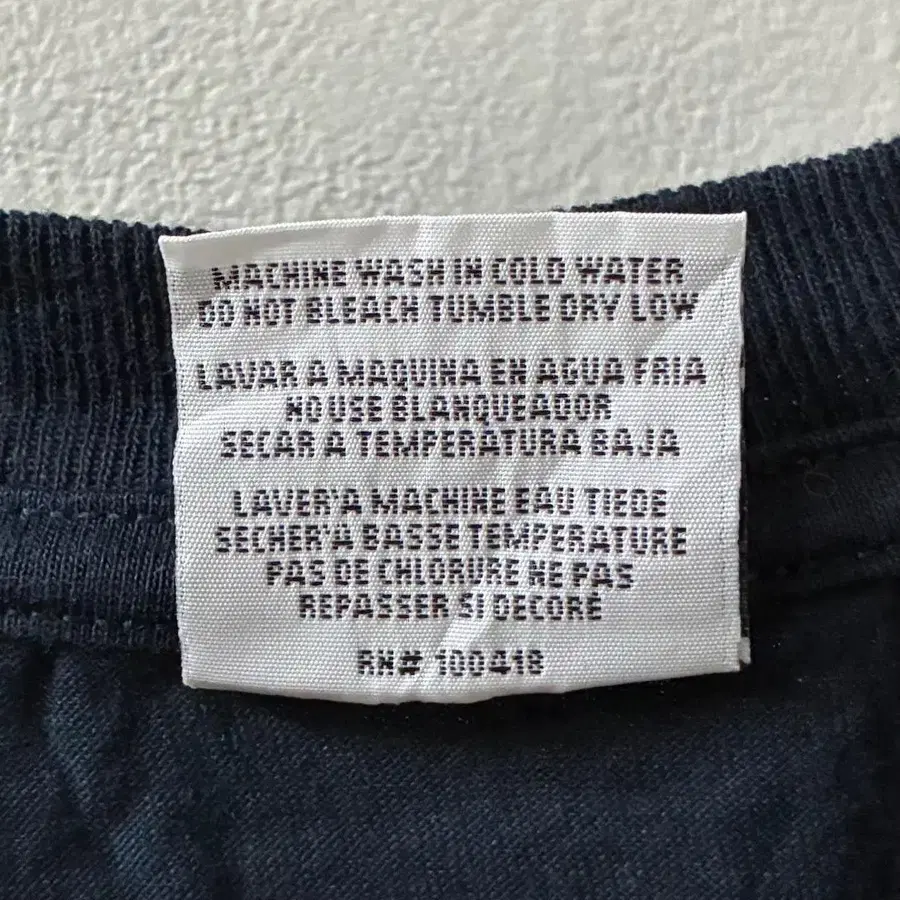 MACHINE WASH IN COLD WATER
DO NOT BLEACH TUMBLE DRY LOW
LAVAR A MAQUINA EN AGUA FRIA
NO USE BLANQUEADOR
SECAR A TEMPERATURA BAJA
LAVER'A MACHINE EAU TIEDE
SECHER'A BASSE TEMPERATURE
PAS DE CHLORURE NE PAS
REPASSER SI DECORÉ
RN# 100418